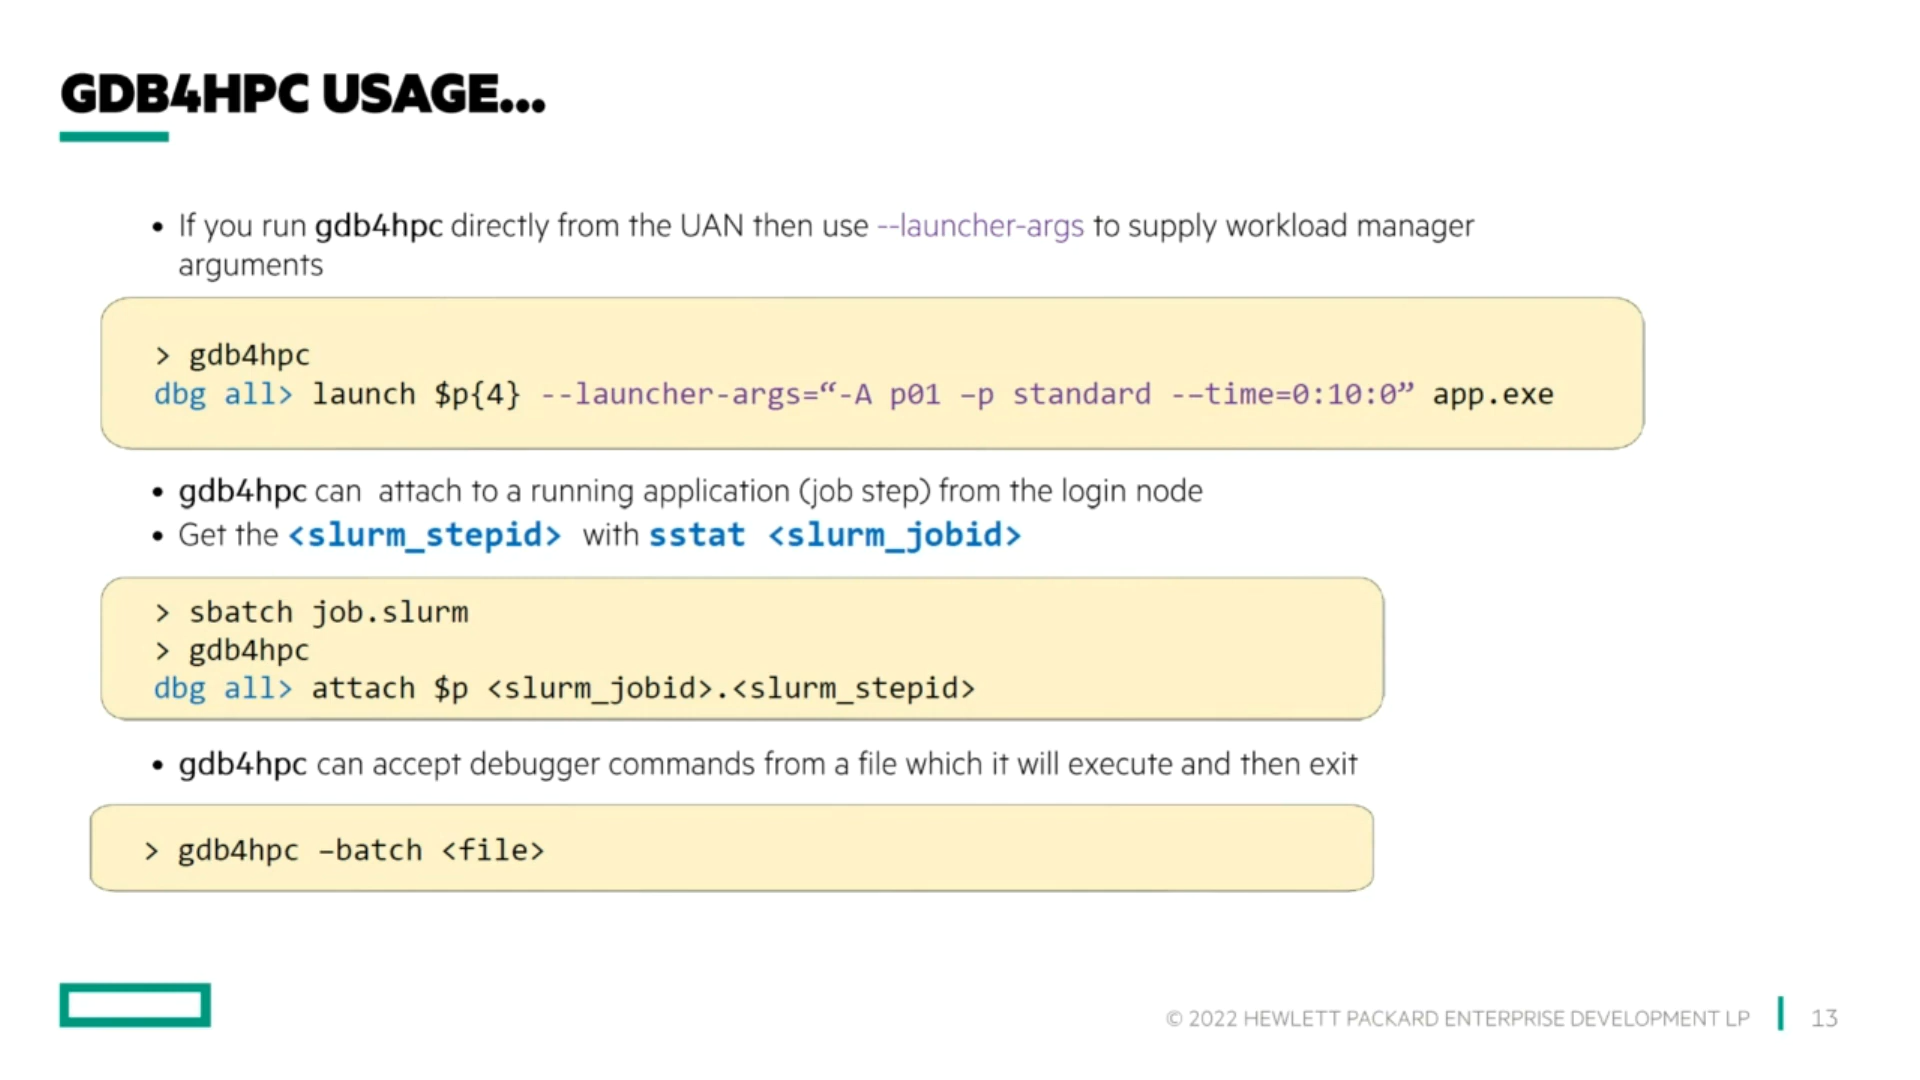 GDB4HPC USAGE...
• If you run gdb4hpc directly from the UAN then use --launcher-args to supply workload manager
arguments
> gdb4hpc
dbg all> launch $p{4} --launcher-args=“-A p01 –p standard -–time=0:10:0” app.exe
• gdb4hpc can  attach to a running application (job step) from the login node
• Get the <slurm_stepid>  with sstat <slurm_jobid>
> sbatch job.slurm
> gdb4hpc
dbg all> attach $p <slurm_jobid>.<slurm_stepid>
• gdb4hpc can accept debugger commands from a file which it will execute and then exit
> gdb4hpc –batch <file>
© 2022 HEWLETT PACKARD ENTERPRISE DEVELOPMENT LP | 13